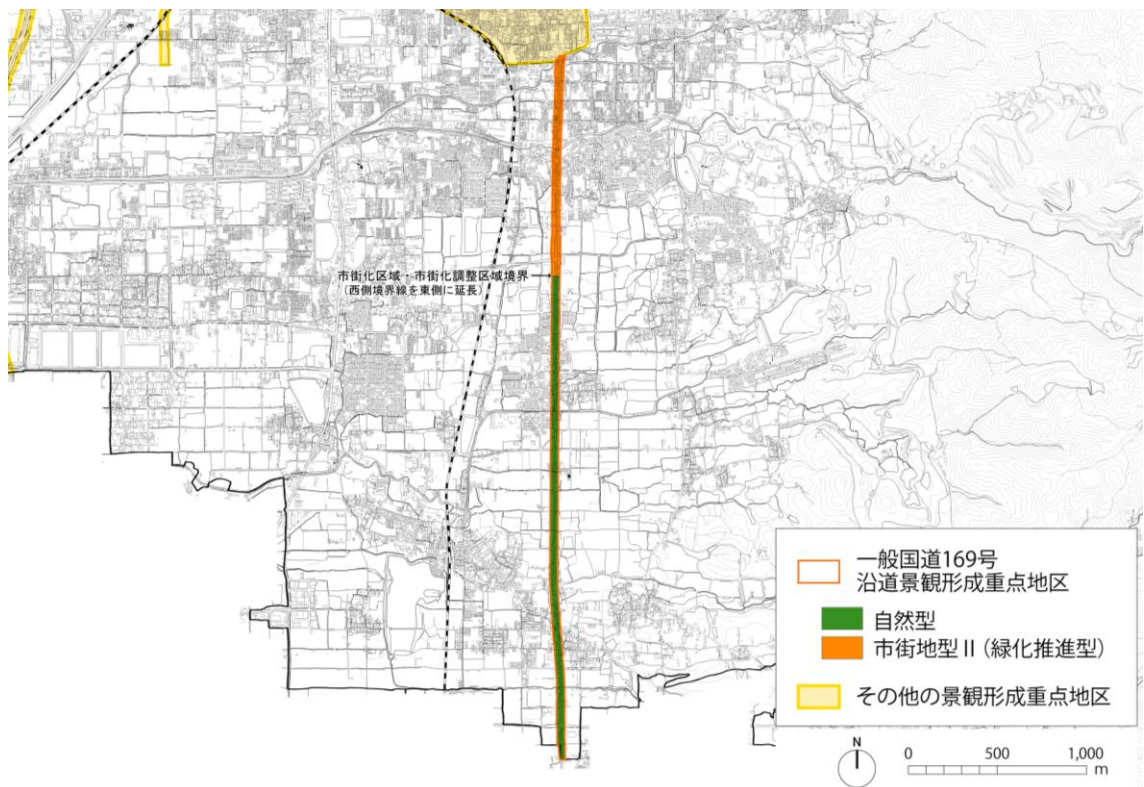 市街化区域・市街化調整区域境界
（西側境界線を東側に延長）
一般国道169号
沿道景観形成重点地区
自然型
市街地型Ⅱ（緑化推進型）
その他の景観形成重点地区
N
0 500 1,000
m